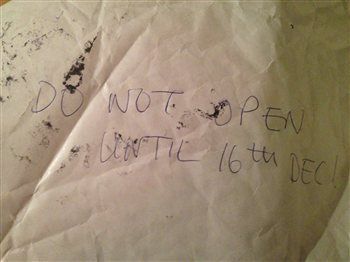 DO NOT OPEN
UNTIL 16th DEC!